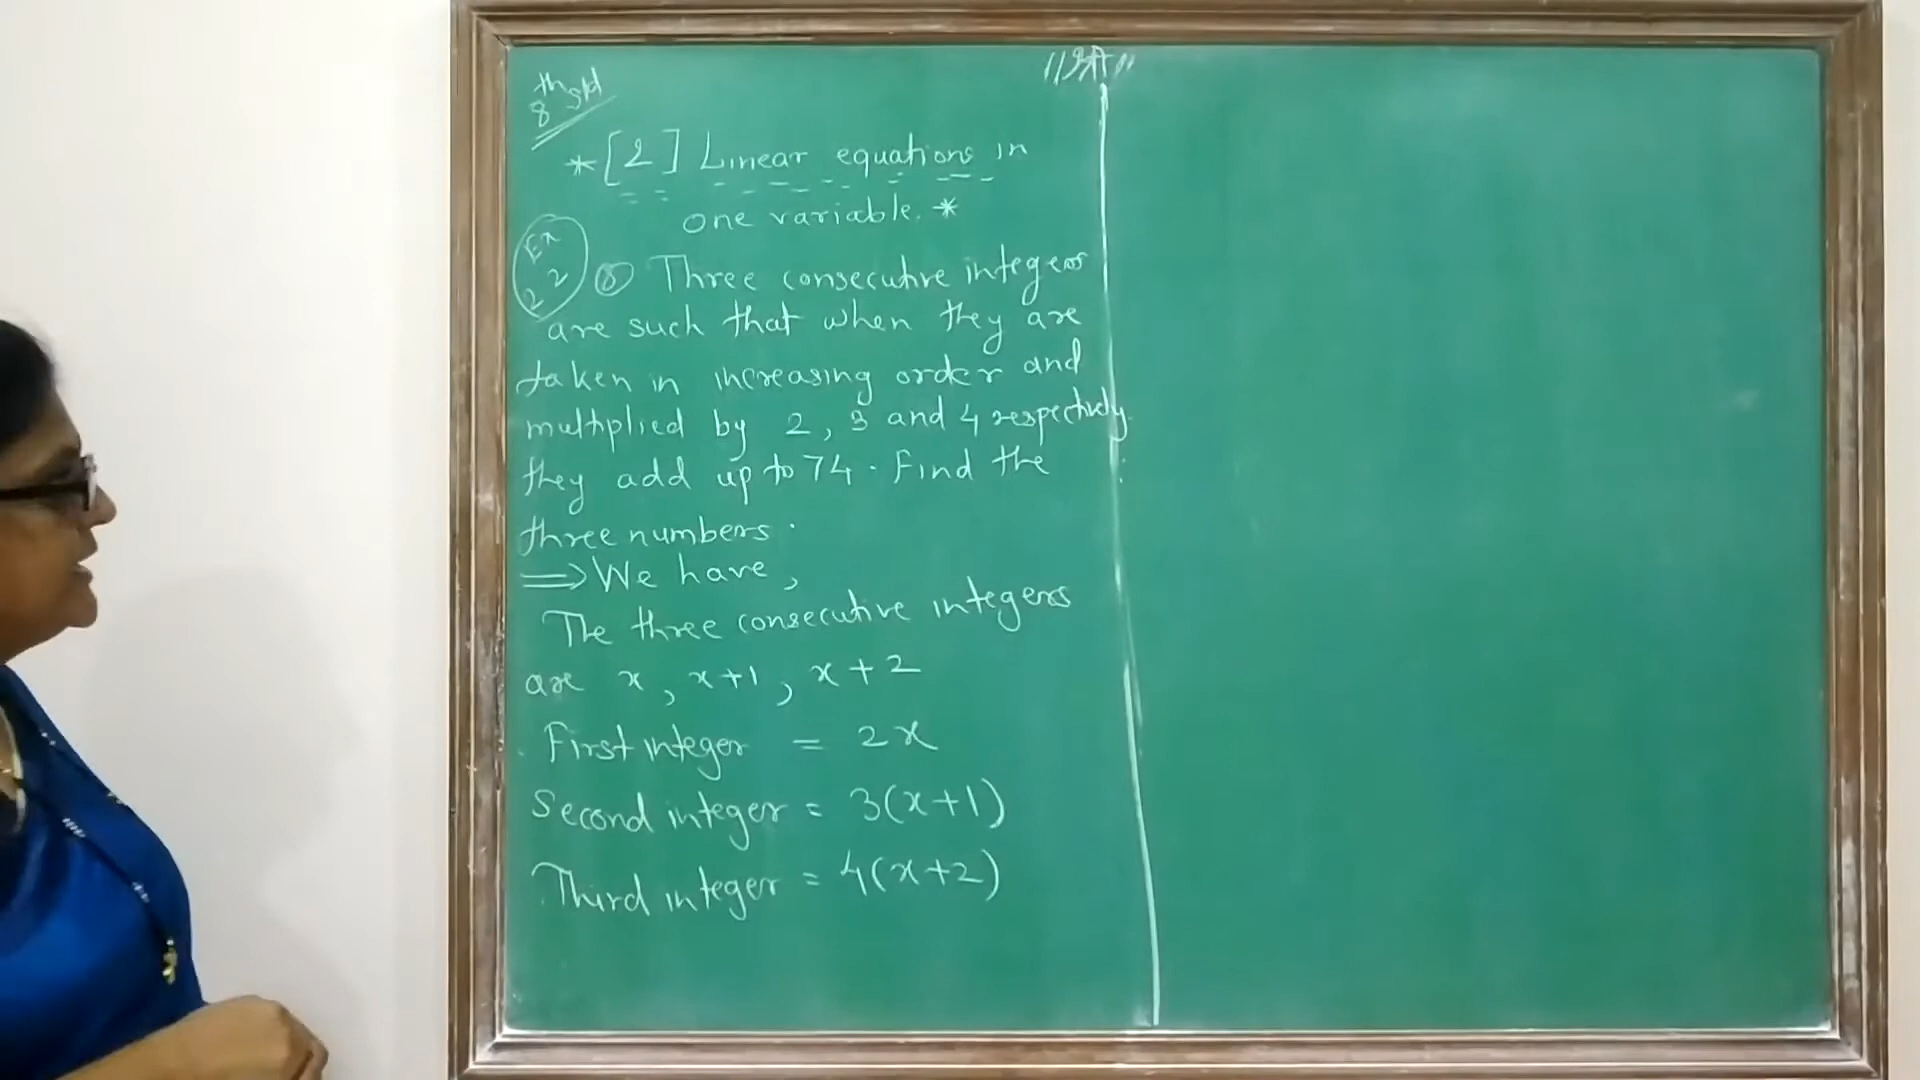 8th std
*[2] Linear equations in
one variable. *
Ex
2 2
⑧ Three consecutive integers
are such that when they are
taken in increasing order and
multiplied by 2, 3 and 4 respectively.
they add up to 74. Find the
three numbers.
⟹ We have,
The three consecutive integers
are x, x+1, x+2
First integer = 2x
Second integer = 3(x+1)
Third integer = 4(x+2)